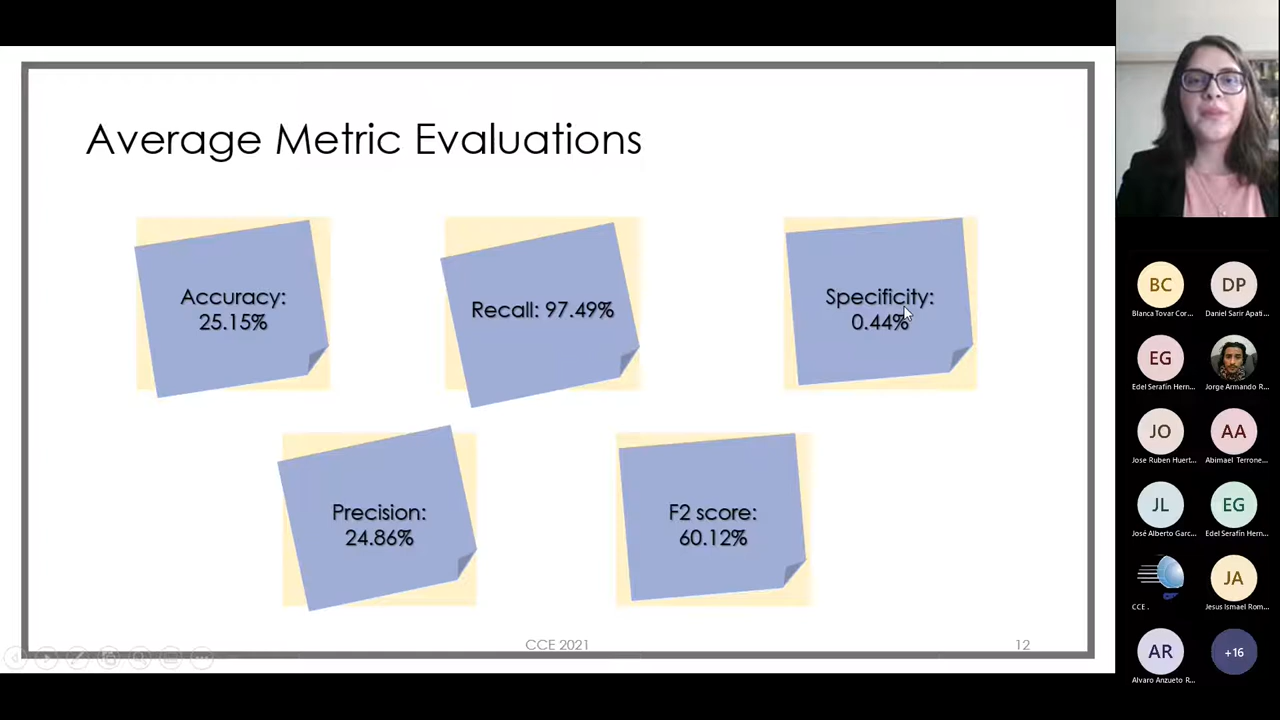 Average Metric Evaluations
Accuracy:
25.15%
Recall: 97.49%
Specificity:
0.44%
Precision:
24.86%
F2 score:
60.12%
CCE 2021
12
BC
DP
Blanca Tovar Cor...
Daniel Sarir Apati...
EG
Edel Serafin Hern...
Jorge Armando R...
JO
AA
Jose Ruben Huert...
Abimael Terrone...
JL
EG
José Alberto Garc...
Edel Serafin Hern...
JA
CCE .
Jesus Ismael Rom...
AR
+16
Alvaro Anzueto R...